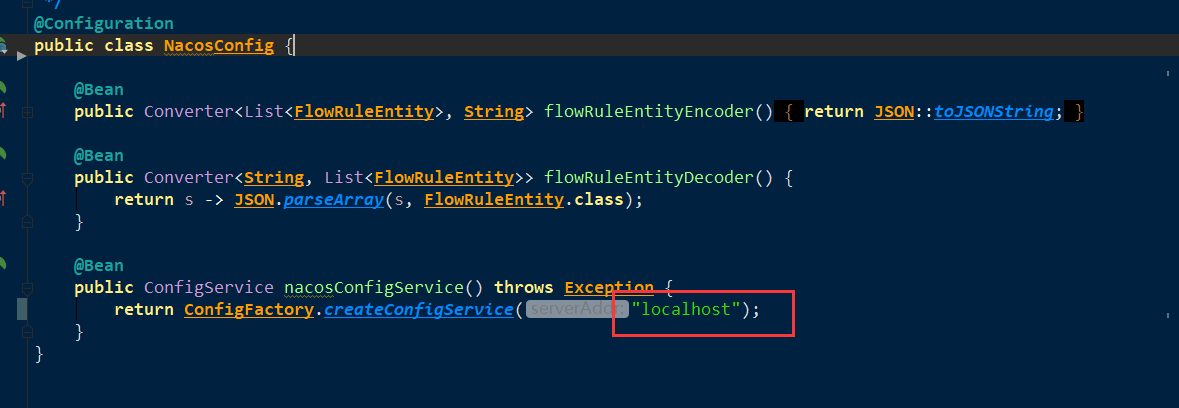 */
@Configuration
public class NacosConfig {
@Bean
public Converter<List<FlowRuleEntity>, String> flowRuleEntityEncoder() { return JSON::toJSONString; }
@Bean
public Converter<String, List<FlowRuleEntity>> flowRuleEntityDecoder() {
return s -> JSON.parseArray(s, FlowRuleEntity.class);
}
@Bean
public ConfigService nacosConfigService() throws Exception {
return ConfigFactory.createConfigService( serverAddr: "localhost");
}
}